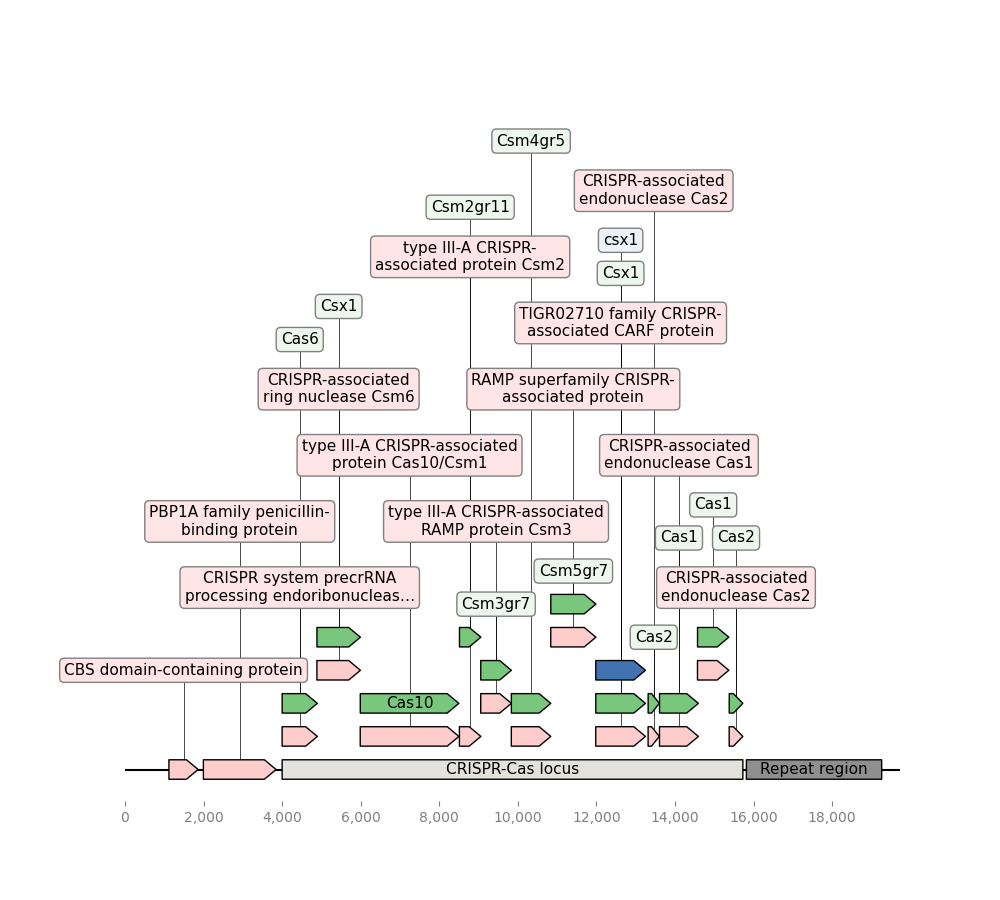 Csm4gr5
CRISPR-associated
endonuclease Cas2
Csm2gr11
csx1
type III-A CRISPR-
associated protein Csm2
Csx1
Csx1
TIGR02710 family CRISPR-
associated CARF protein
Cas6
CRISPR-associated
ring nuclease Csm6
RAMP superfamily CRISPR-
associated protein
type III-A CRISPR-associated
protein Cas10/Csm1
CRISPR-associated
endonuclease Cas1
Cas1
PBP1A family penicillin-
binding protein
type III-A CRISPR-associated
RAMP protein Csm3
Cas1
Cas2
Csm5gr7
CRISPR system precrRNA
processing endoribonucleas...
CRISPR-associated
endonuclease Cas2
Csm3gr7
Cas2
CBS domain-containing protein
Cas10
CRISPR-Cas locus
Repeat region
0
2,000
4,000
6,000
8,000
10,000
12,000
14,000
16,000
18,000